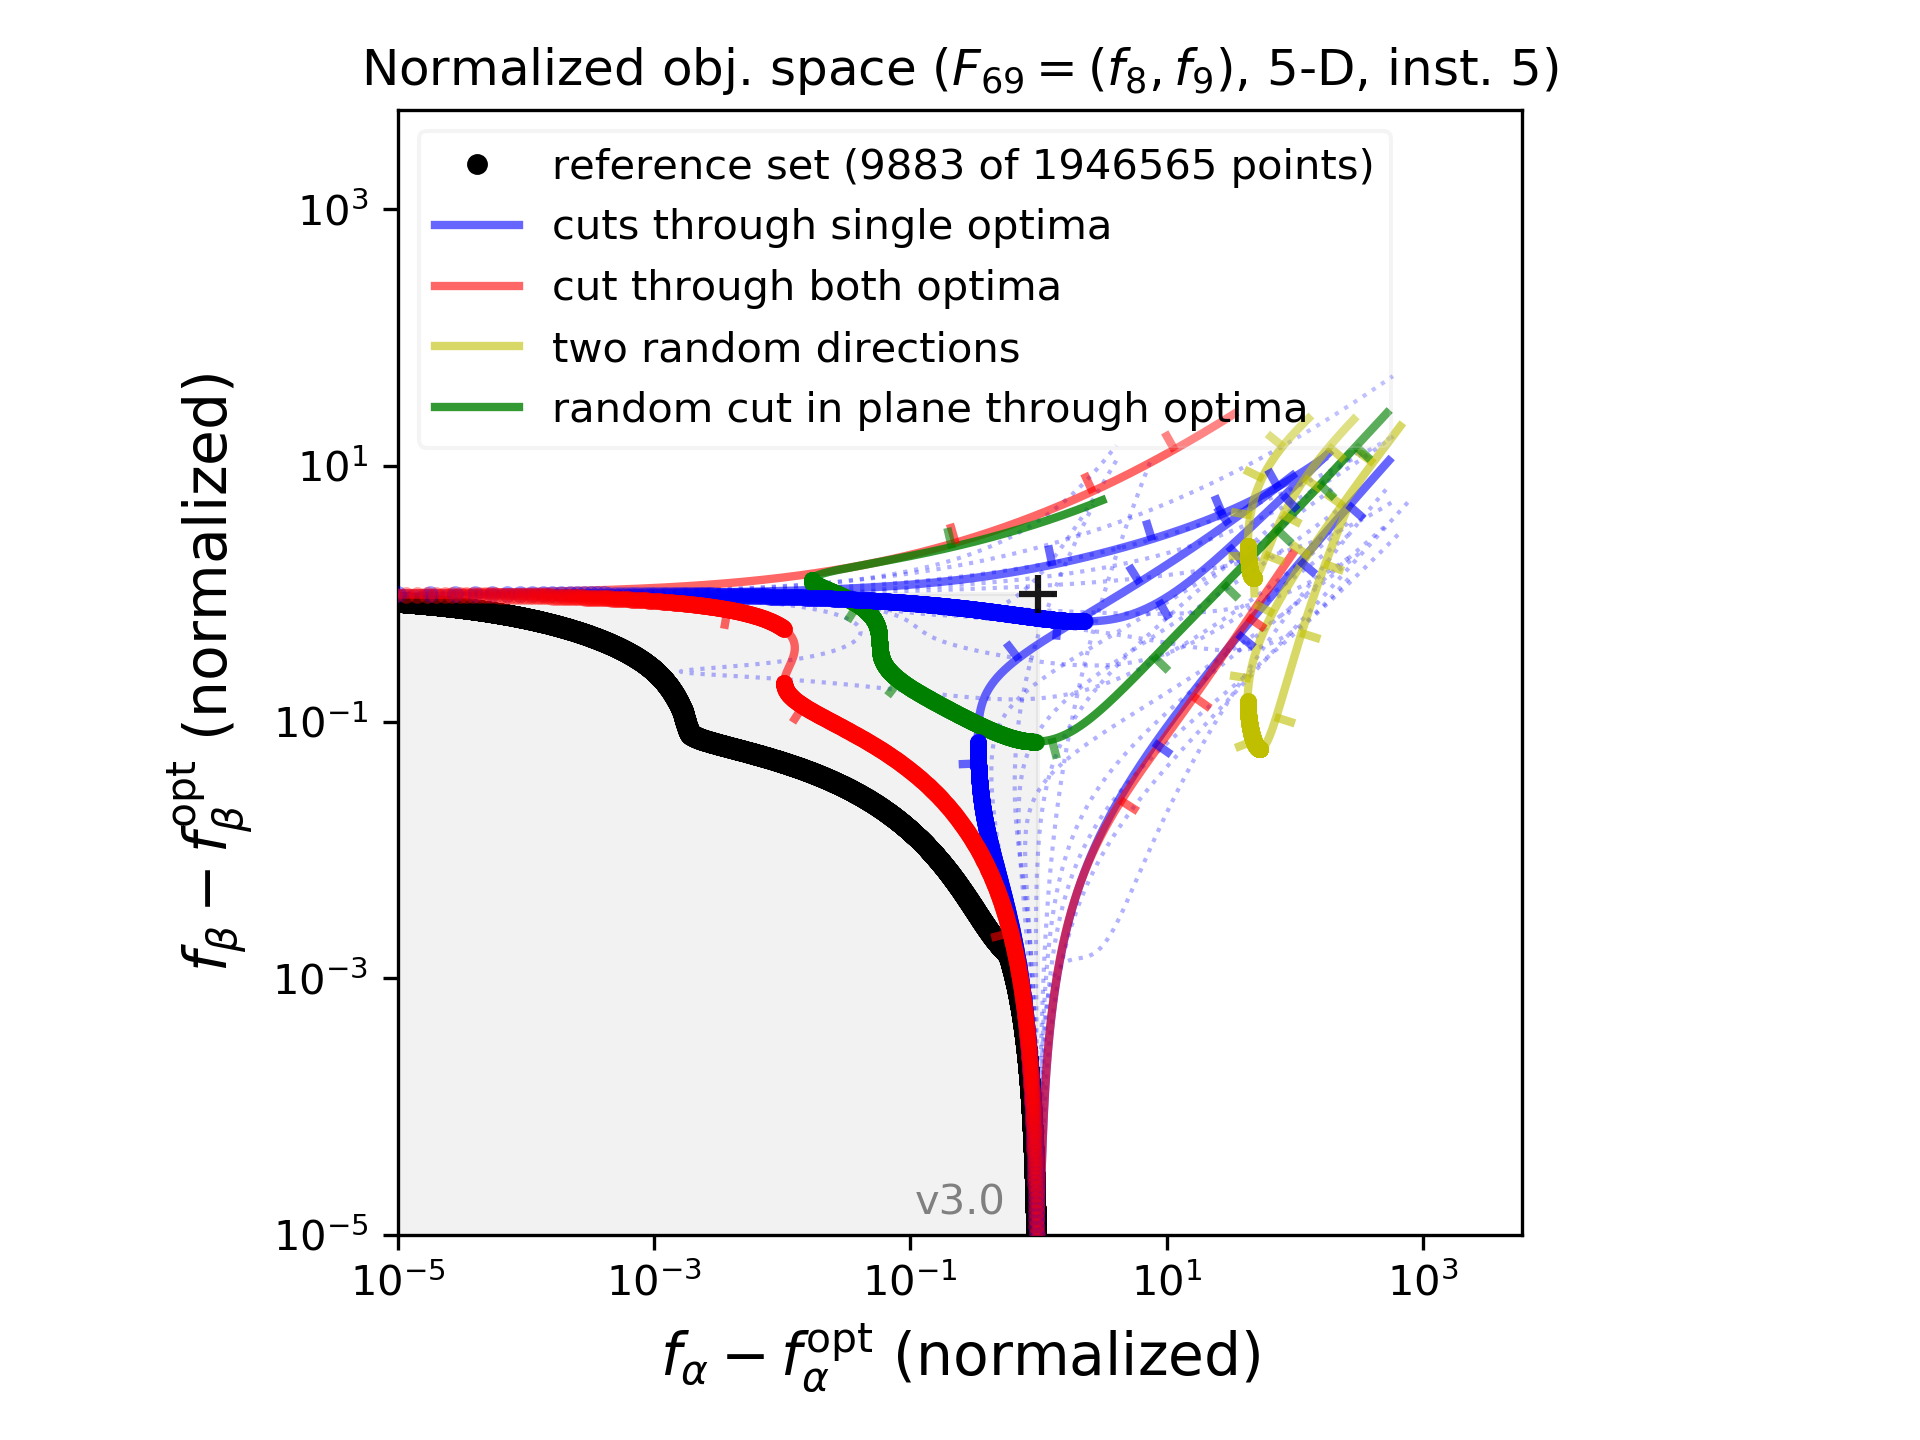 Normalized obj. space (F₆₉ = (f₈, f₉), 5-D, inst. 5)
reference set (9883 of 1946565 points)
cuts through single optima
cut through both optima
two random directions
random cut in plane through optima
10³
10¹
10⁻¹
10⁻³
10⁻⁵
f_β − f_β^opt (normalized)
v3.0
10⁻⁵ 10⁻³ 10⁻¹ 10¹ 10³
f_α − f_α^opt (normalized)